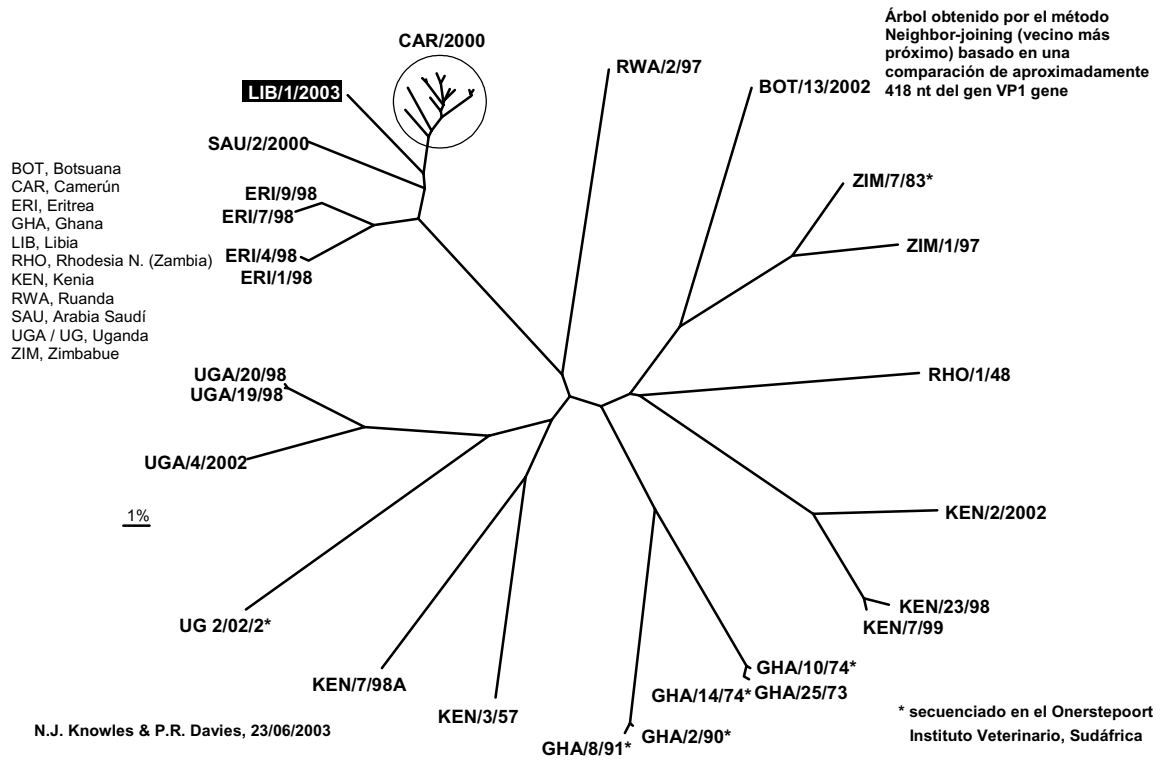 Árbol obtenido por el método
Neighbor-joining (vecino más
próximo) basado en una
comparación de aproximadamente
418 nt del gen VP1 gene
CAR/2000
RWA/2/97
BOT/13/2002
LIB/1/2003
SAU/2/2000
BOT, Botsuana
CAR, Camerún
ERI, Eritrea
GHA, Ghana
LIB, Libia
RHO, Rhodesia N. (Zambia)
KEN, Kenia
RWA, Ruanda
SAU, Arabia Saudí
UGA / UG, Uganda
ZIM, Zimbabue
ZIM/7/83*
ERI/9/98
ERI/7/98
ZIM/1/97
ERI/4/98
ERI/1/98
UGA/20/98
UGA/19/98
RHO/1/48
UGA/4/2002
1%
KEN/2/2002
KEN/23/98
KEN/7/99
UG 2/02/2*
GHA/10/74*
KEN/7/98A
GHA/14/74* GHA/25/73
KEN/3/57
GHA/2/90*
GHA/8/91*
N.J. Knowles & P.R. Davies, 23/06/2003
* secuenciado en el Onerstepoort
Instituto Veterinario, Sudáfrica